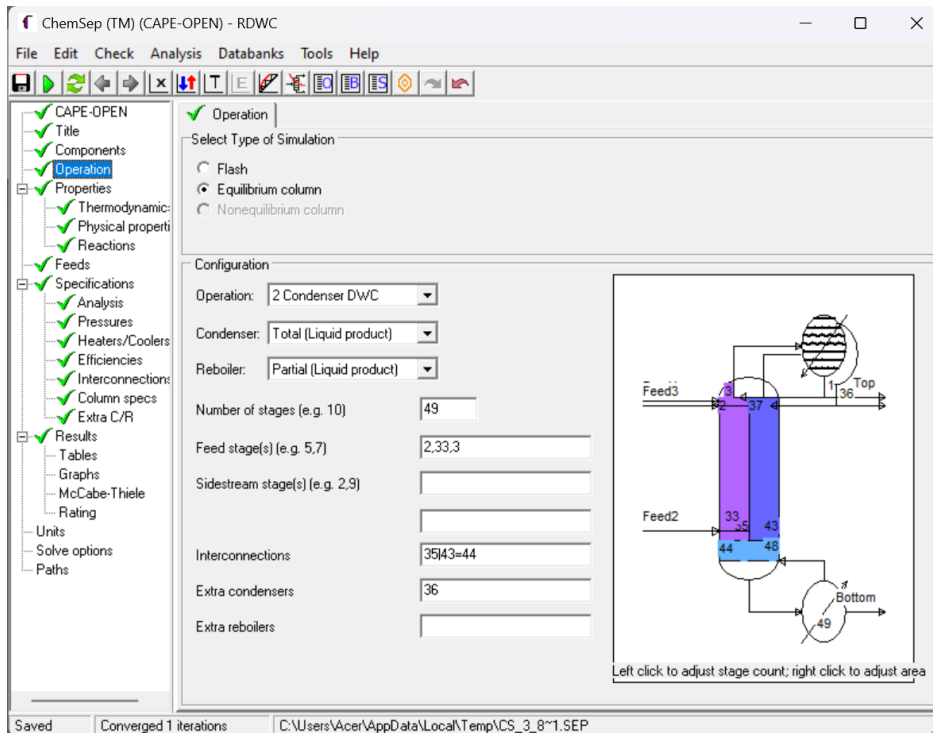 ChemSep (TM) (CAPE-OPEN) - RDWC
File Edit Check Analysis Databanks Tools Help
CAPE-OPEN
Title
Components
Operation
Properties
Thermodynamic:
Physical properti
Reactions
Feeds
Specifications
Analysis
Pressures
Heaters/Coolers
Efficiencies
Interconnections
Column specs
Extra C/R
Results
Tables
Graphs
McCabe-Thiele
Rating
Units
Solve options
Paths
Operation
Select Type of Simulation
Flash
Equilibrium column
Nonequilibrium column
Configuration
Operation: 2 Condenser DWC
Condenser: Total (Liquid product)
Reboiler: Partial (Liquid product)
Number of stages (e.g. 10) 49
Feed stage(s) (e.g. 5,7) 2,33,3
Sidestream stage(s) (e.g. 2,9)
Interconnections 35|43=44
Extra condensers 36
Extra reboilers
1 Top
Feed3 3 36
2 37
Feed2 33
43
44 48
Bottom
49
Left click to adjust stage count; right click to adjust area
Saved Converged 1 iterations C:\Users\Acer\AppData\Local\Temp\CS_3_8~1.SEP